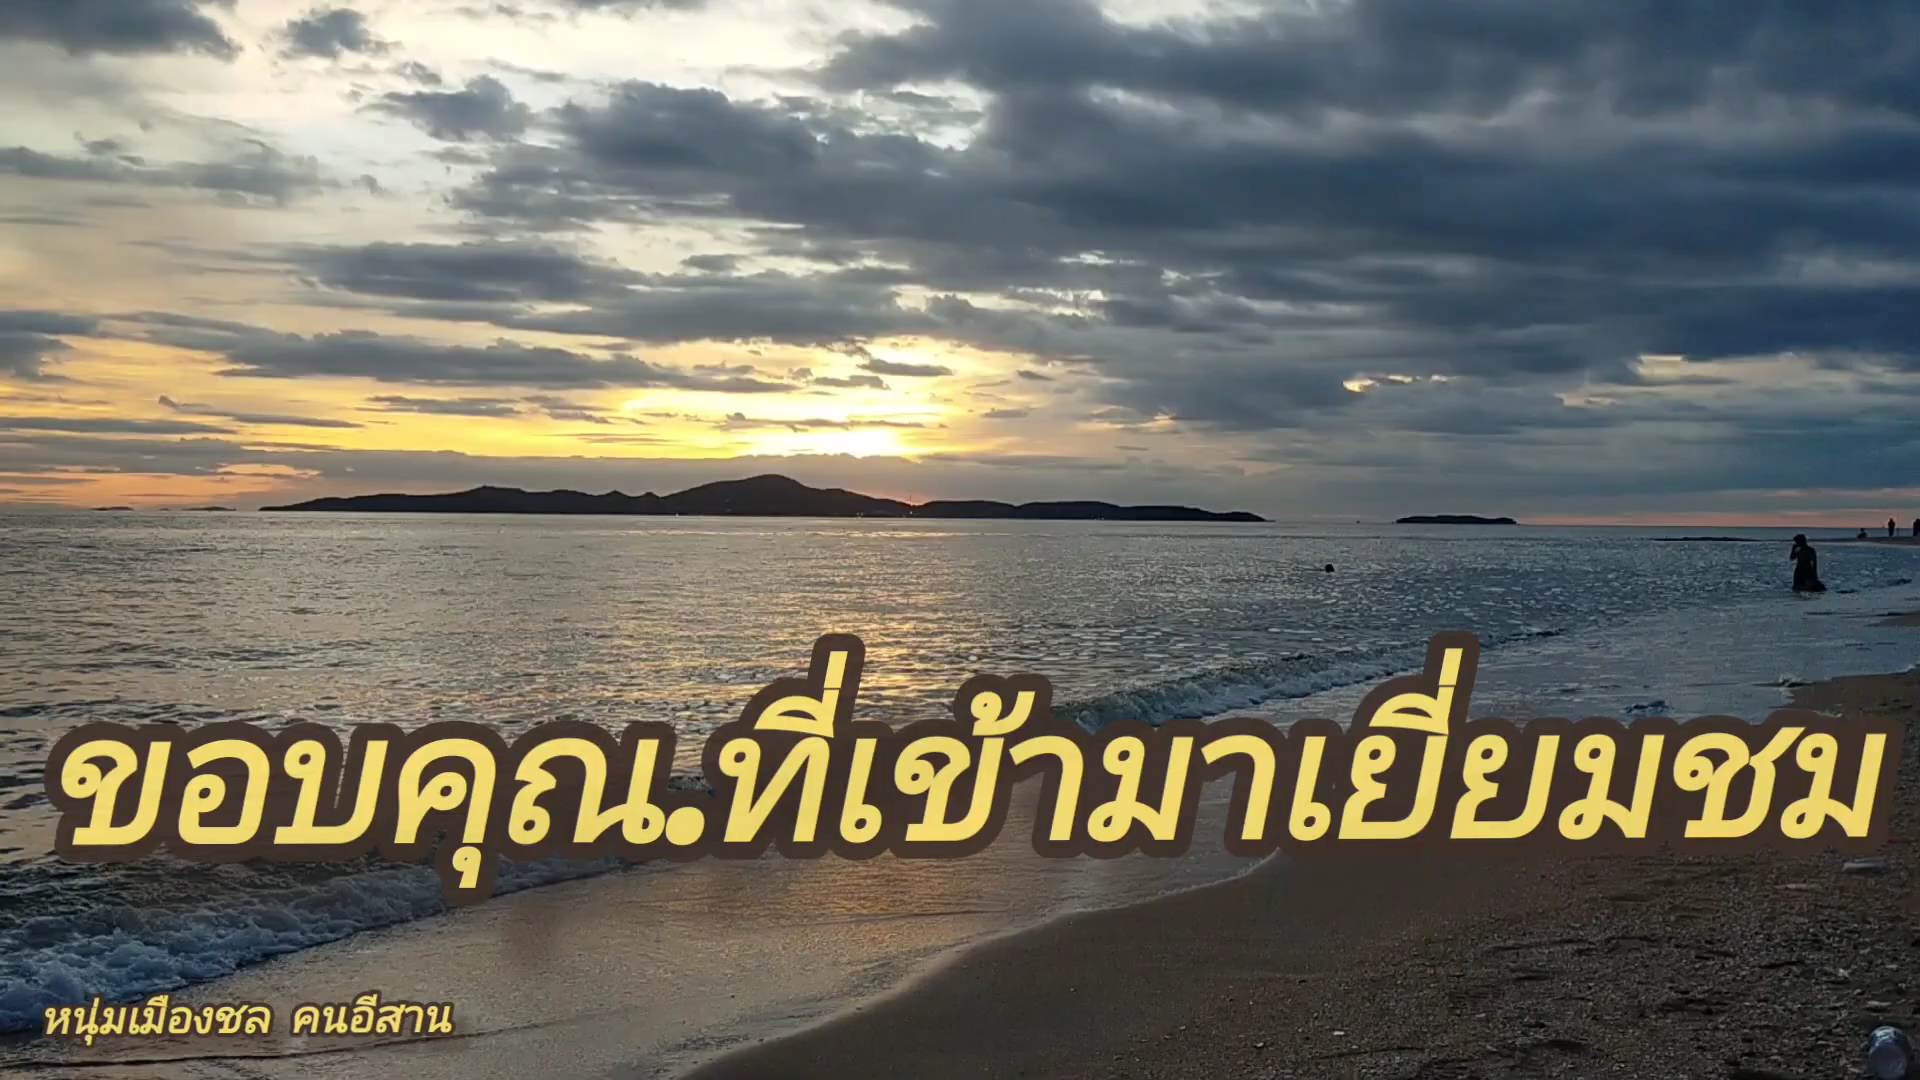 ขอบคุณ.ที่เข้ามาเยี่ยมชม
หนุ่มเมืองชล คนอีสาน